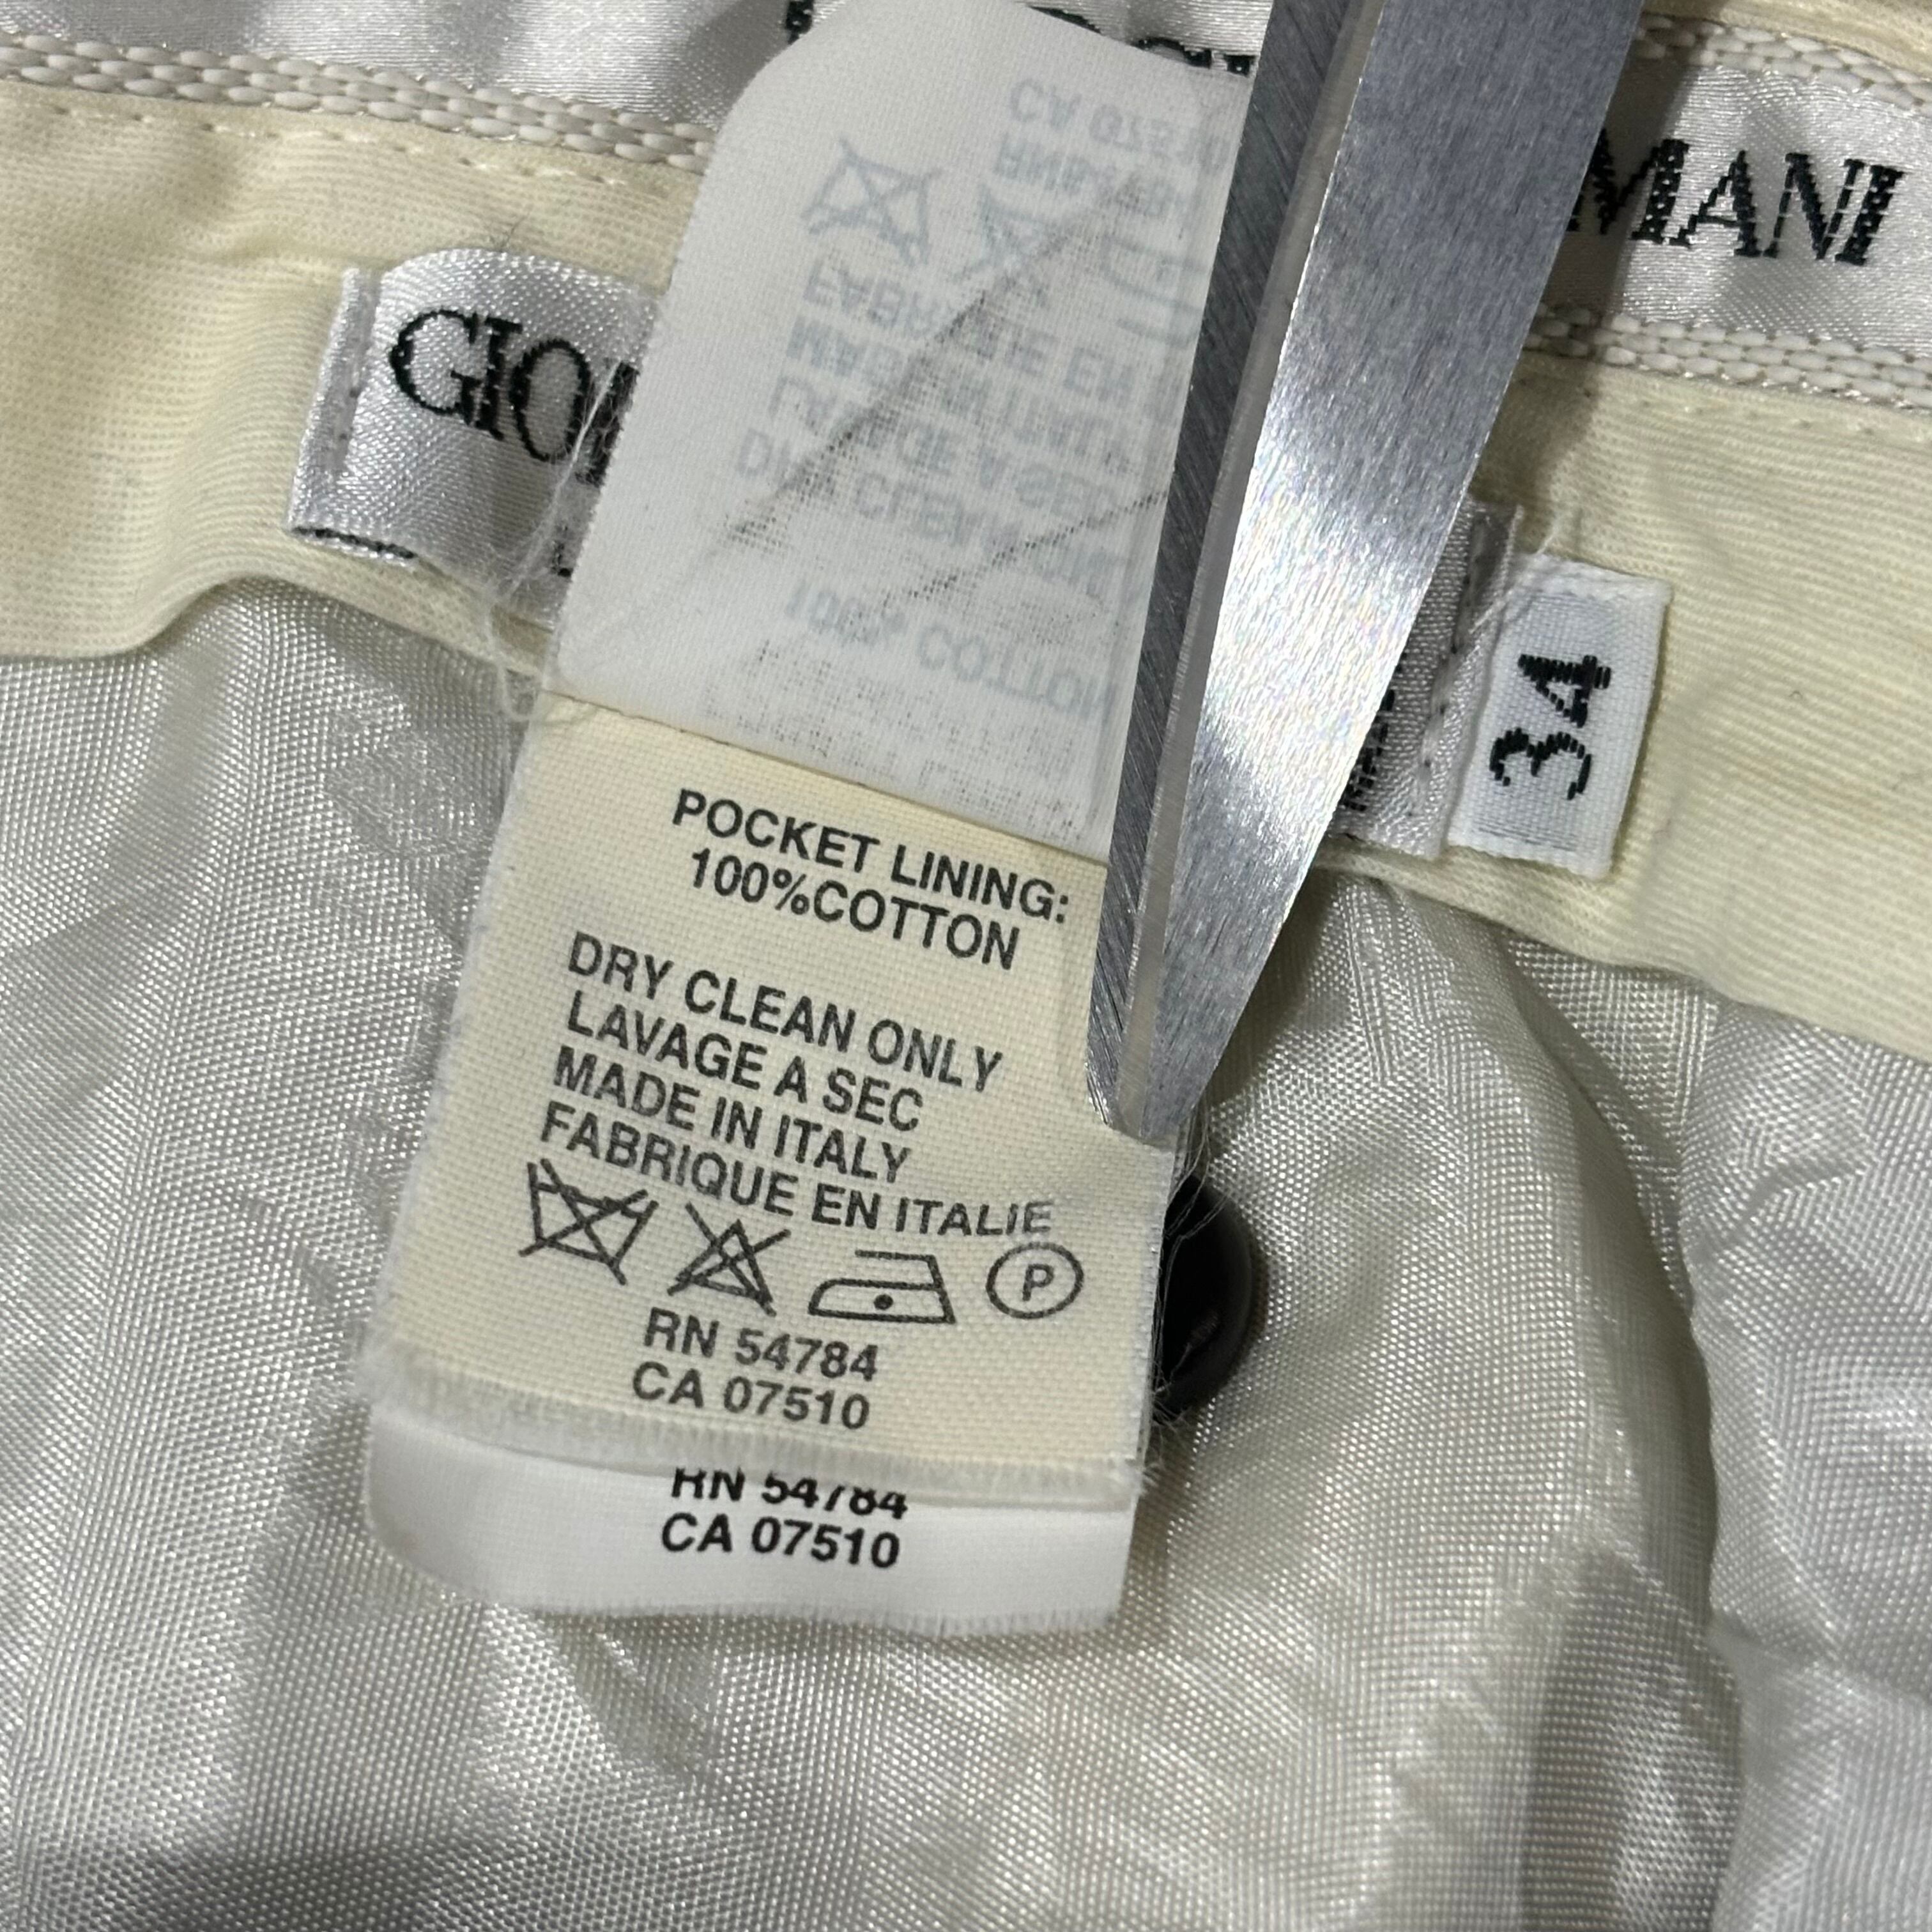 MANI
GIOR
34
POCKET LINING:
100%COTTON
DRY CLEAN ONLY
LAVAGE A SEC
MADE IN ITALY
FABRIQUE EN ITALIE
P
RN 54784
CA 07510
RN 54784
CA 07510